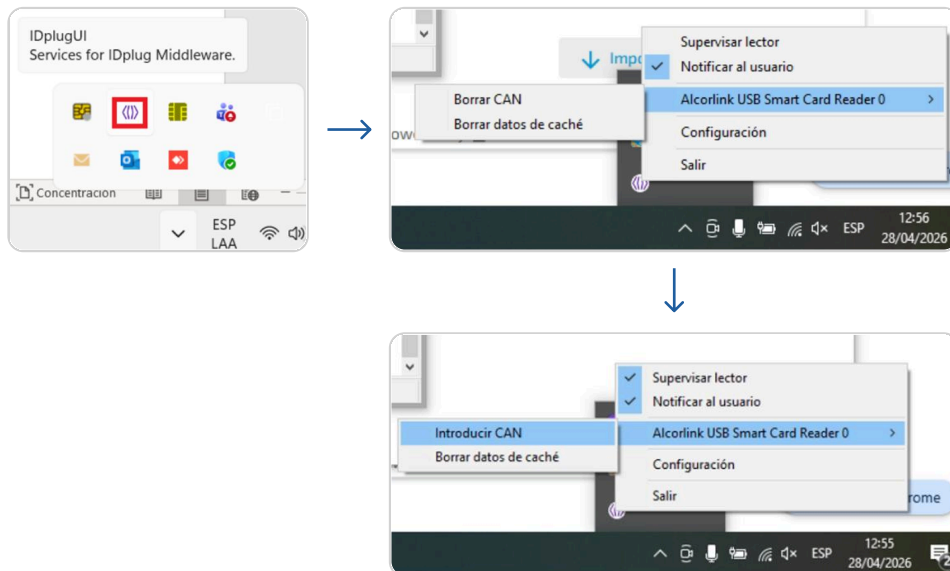 IDplugUI
Services for IDplug Middleware.
Concentración
ESP
LAA
Supervisar lector
Notificar al usuario
Borrar CAN
Alcorlink USB Smart Card Reader 0
Borrar datos de caché
Configuración
Salir
ESP
12:56
28/04/2026
Supervisar lector
Notificar al usuario
Introducir CAN
Alcorlink USB Smart Card Reader 0
Borrar datos de caché
Configuración
Salir
rome
ESP
12:55
28/04/2026